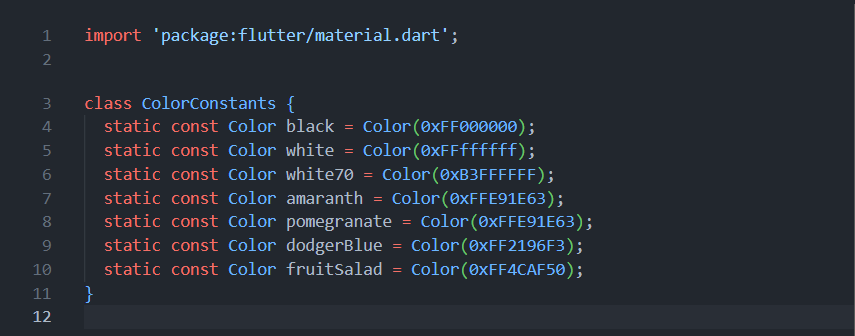 1 import 'package:flutter/material.dart';
2
3 class ColorConstants {
4   static const Color black = Color(0xFF000000);
5   static const Color white = Color(0xFFffffff);
6   static const Color white70 = Color(0xB3FFFFFF);
7   static const Color amaranth = Color(0xFFE91E63);
8   static const Color pomegranate = Color(0xFFE91E63);
9   static const Color dodgerBlue = Color(0xFF2196F3);
10   static const Color fruitSalad = Color(0xFF4CAF50);
11 }
12